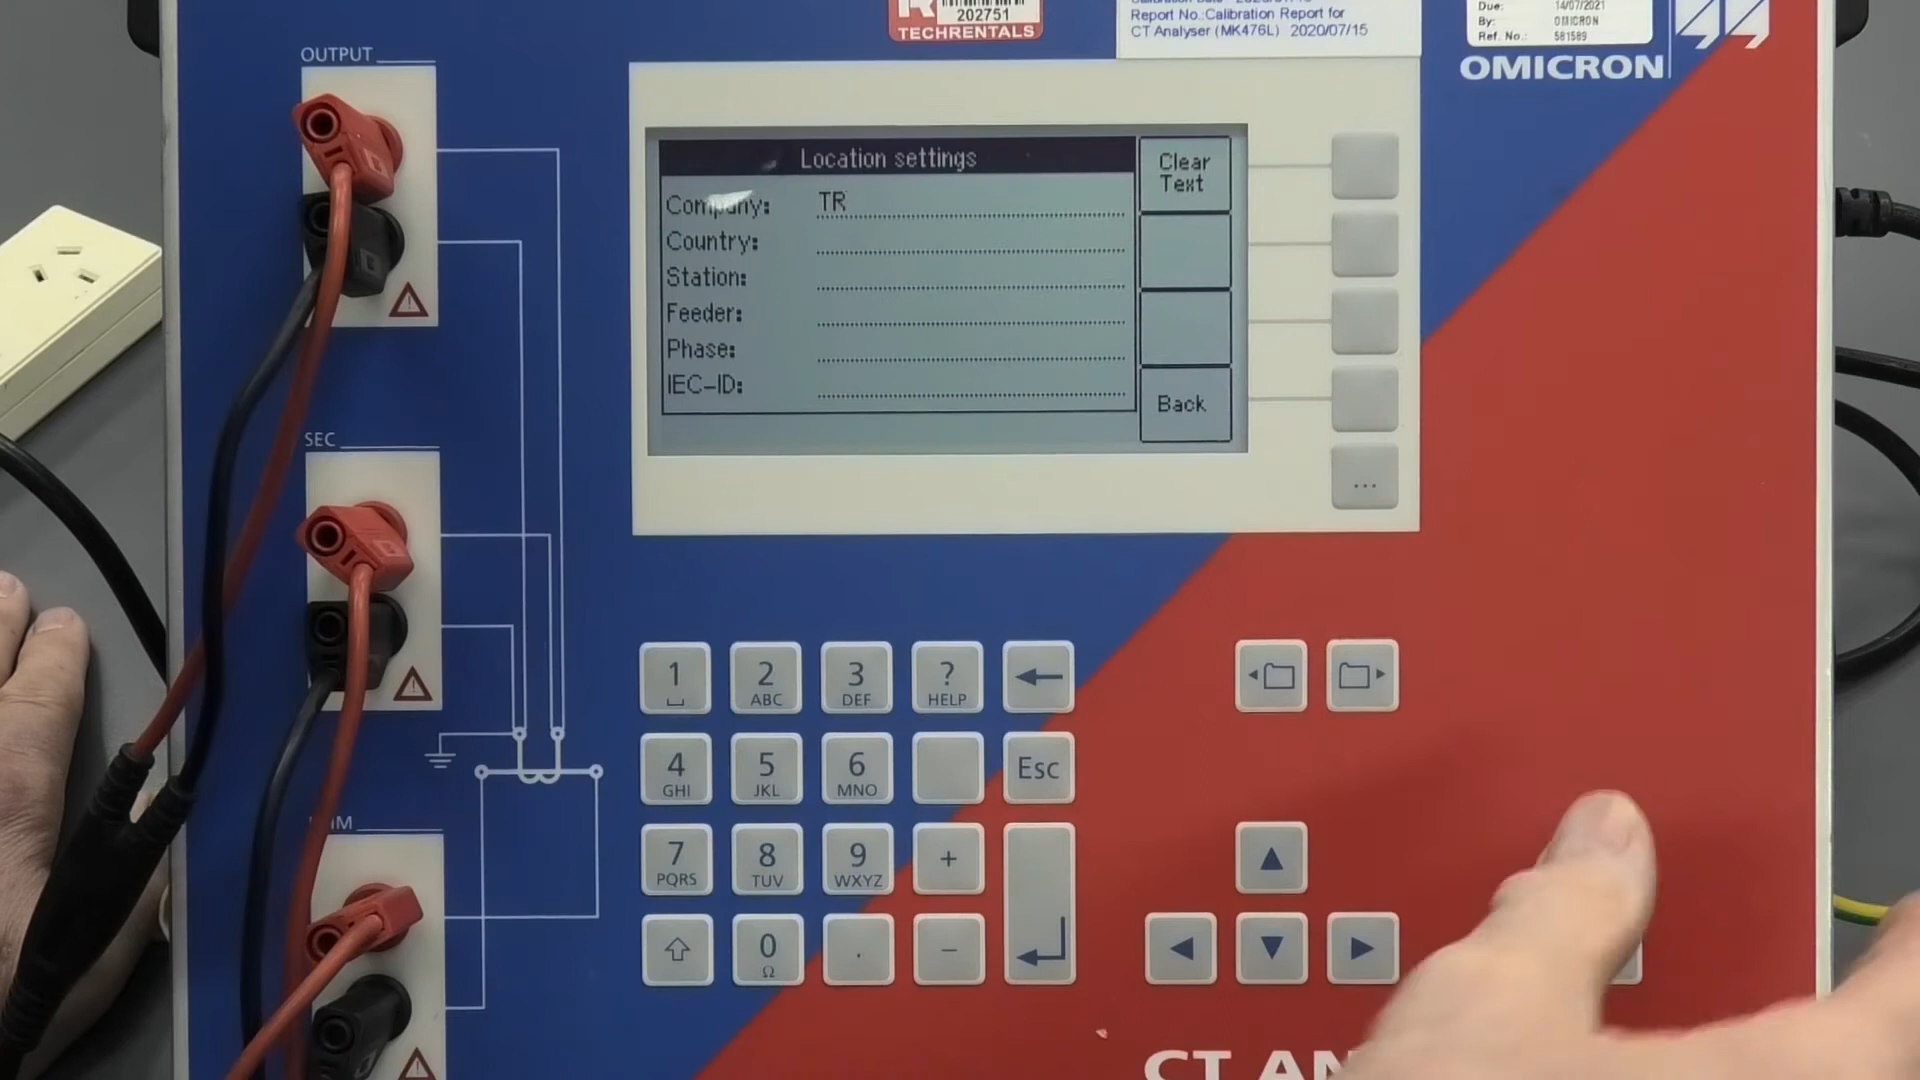 202751
TECHRENTALS
Report No.:Calibration Report for
CT Analyser (MK476L) 2020/07/15
Due: 14/07/2021
By: OMICRON
Ref. No.: 581589
OMICRON
OUTPUT
SEC
Location settings
Company: TR
Country:
Station:
Feeder:
Phase:
IEC-ID:
Clear
Text
Back
...
1
2
ABC
3
DEF
?
HELP
4
GHI
5
JKL
6
MNO
Esc
7
PQRS
8
TUV
9
WXYZ
+
0
Ω
.
-
CT